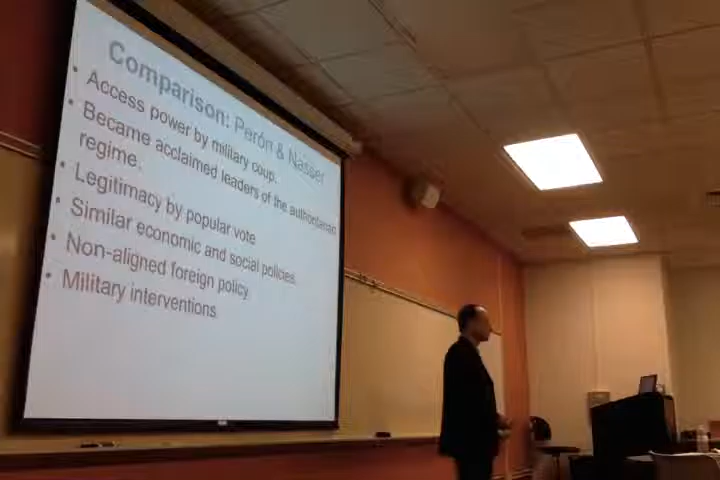 Comparison: Perón & Nasser
• Access power by military coup.
• Became acclaimed leaders of the authoritarian
regime.
• Legitimacy by popular vote
• Similar economic and social policies.
• Non-aligned foreign policy
• Military interventions